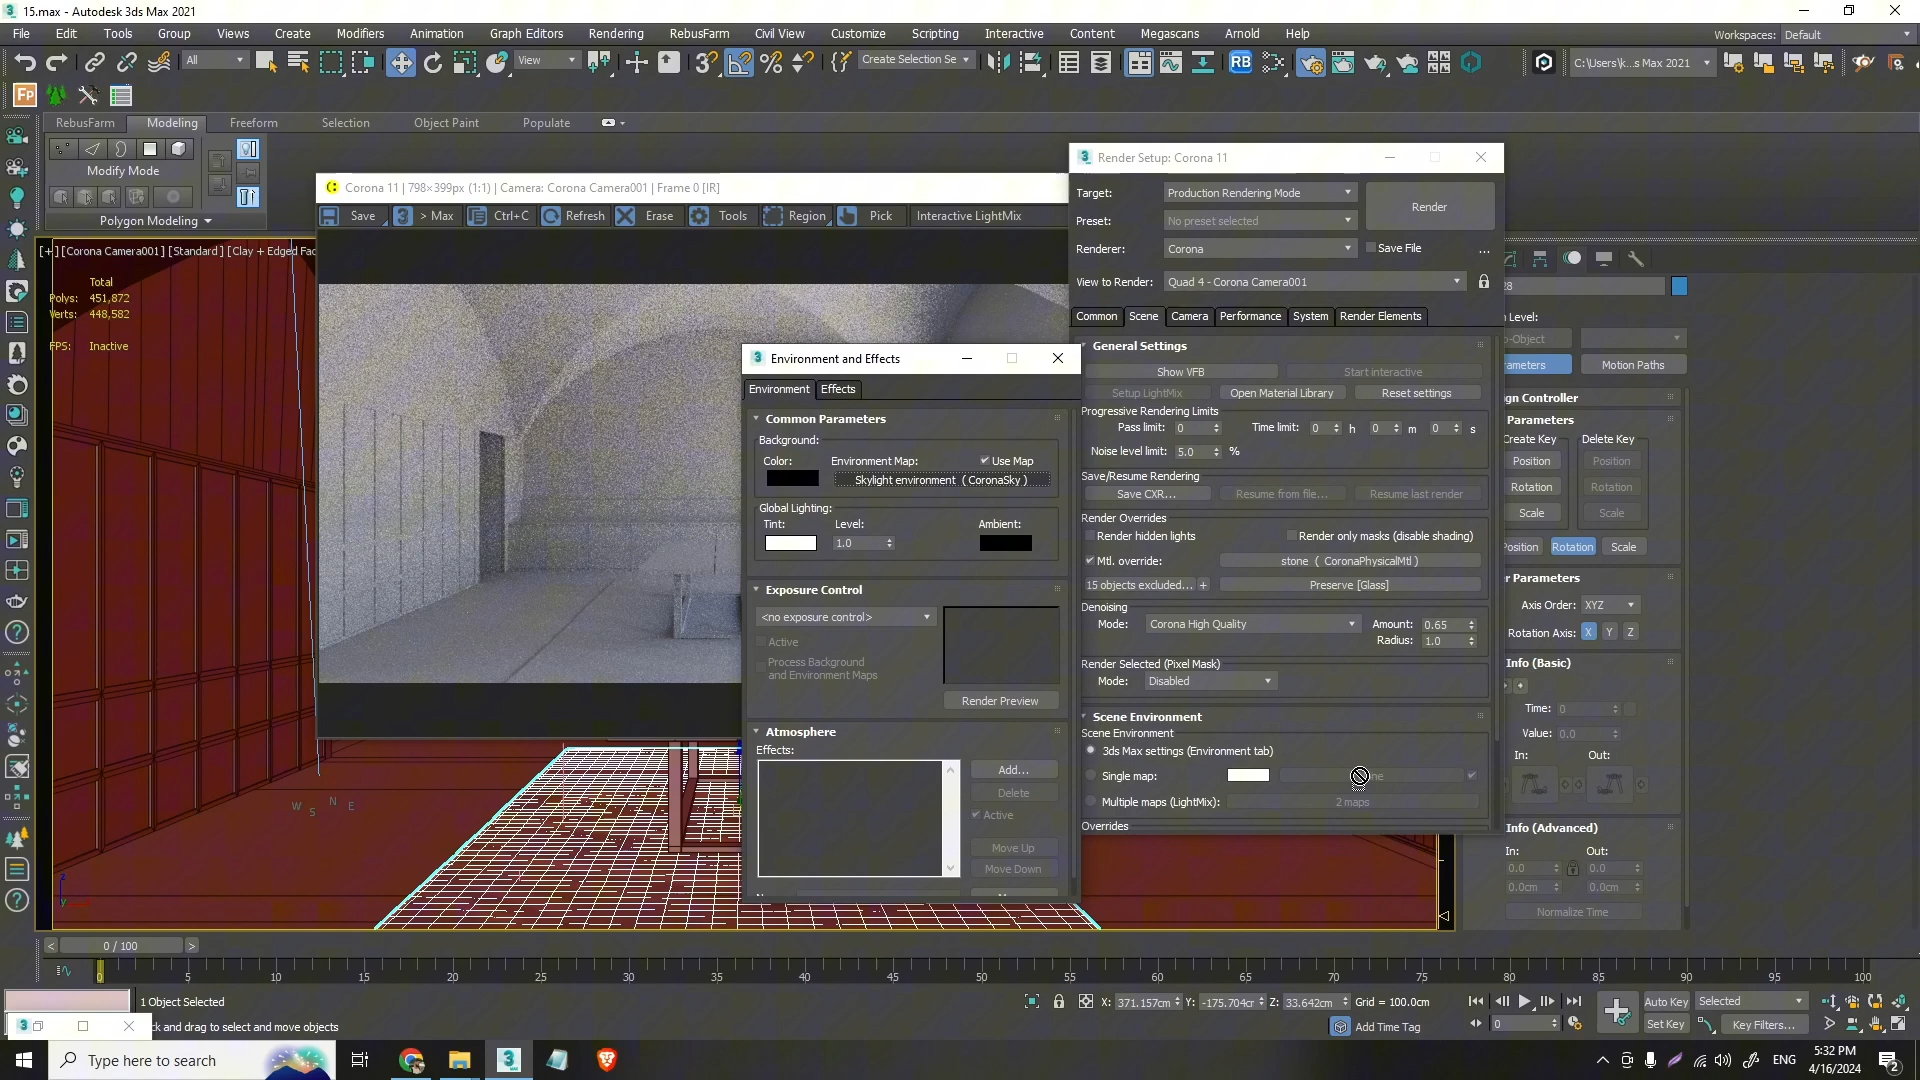 15.max - Autodesk 3ds Max 2021
File Edit Tools Group Views Create Modifiers Animation Graph Editors Rendering RebusFarm Civil View Customize Scripting Interactive Content Megascans Arnold Help
Workspaces: Default
All View Create Selection Se RB C:\Users\k...s Max 2021
RebusFarm Modeling Freeform Selection Object Paint Populate
Modify Mode
Polygon Modeling
[+] [Corona Camera001] [Standard] [Clay + Edged Fac
Total
Polys: 451,872
Verts: 448,582
FPS: Inactive
Corona 11 | 798×399px (1:1) | Camera: Corona Camera001 | Frame 0 [IR]
Save > Max Ctrl+C Refresh Erase Tools Region Pick Interactive LightMix
Environment and Effects
Environment Effects
Common Parameters
Background:
Color: Environment Map: Use Map
Skylight environment ( CoronaSky )
Global Lighting:
Tint: Level: Ambient:
1.0
Exposure Control
<no exposure control>
Active
Process Background
and Environment Maps
Render Preview
Atmosphere
Effects:
Add...
Delete
Active
Move Up
Move Down
Render Setup: Corona 11
Target: Production Rendering Mode
Render
Preset: No preset selected
Renderer: Corona Save File ...
View to Render: Quad 4 - Corona Camera001
Common Scene Camera Performance System Render Elements
General Settings
Show VFB Start interactive
Setup LightMix Open Material Library Reset settings
Progressive Rendering Limits
Pass limit: 0 Time limit: 0 h 0 m 0 s
Noise level limit: 5.0 %
Save/Resume Rendering
Save CXR... Resume from file... Resume last render
Render Overrides
Render hidden lights Render only masks (disable shading)
Mtl. override: stone ( CoronaPhysicalMtl )
15 objects excluded... + Preserve [Glass]
Denoising
Mode: Corona High Quality Amount: 0.65
Radius: 1.0
Render Selected (Pixel Mask)
Mode: Disabled
Scene Environment
Scene Environment
3ds Max settings (Environment tab)
Single map:
Multiple maps (LightMix): 2 maps
Overrides
28
n Level:
o-Object
ameters Motion Paths
gn Controller
Parameters
Create Key Delete Key
Position Position
Rotation Rotation
Scale Scale
osition Rotation Scale
r Parameters
Axis Order: XYZ
Rotation Axis: X Y Z
Info (Basic)
Time: 0
Value: 0.0
In: Out:
Info (Advanced)
In: Out:
0.0 0.0
0.0cm 0.0cm
Normalize Time
W S N E
z
y
< 0 / 100 >
0 5 10 15 20 25 30 35 40 45 50 55 60 65 70 75 80 85 90 95 100
1 Object Selected
X: 371.157cm Y: -175.704cr Z: 33.642cm Grid = 100.0cm
Auto Key Selected
ck and drag to select and move objects
Add Time Tag
0
Set Key Key Filters...
Type here to search
ENG
5:32 PM
4/16/2024
2